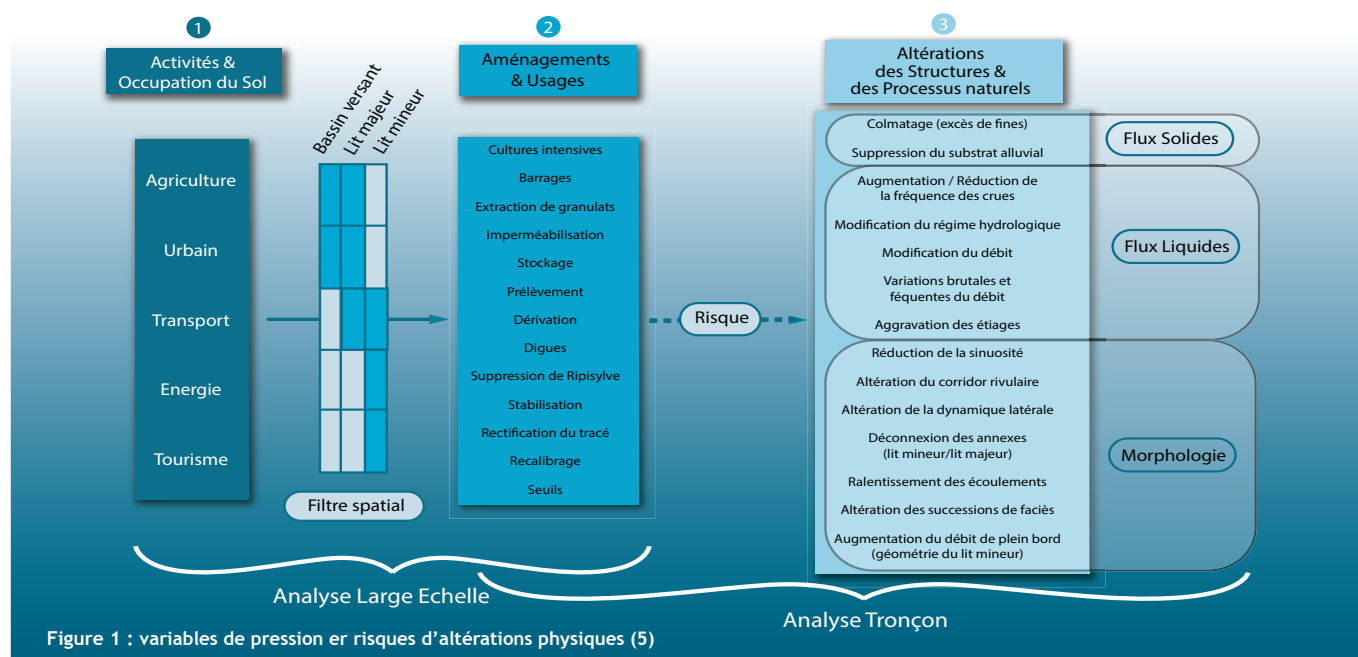 1
Activités &
Occupation du Sol
Agriculture
Urbain
Transport
Energie
Tourisme
Bassin versant
Lit majeur
Lit mineur
Filtre spatial
2
Aménagements
& Usages
Cultures intensives
Barrages
Extraction de granulats
Imperméabilisation
Stockage
Prélèvement
Dérivation
Digues
Suppression de Ripisylve
Stabilisation
Rectification du tracé
Recalibrage
Seuils
Risque
3
Altérations
des Structures &
des Processus naturels
Colmatage (excès de fines)
Suppression du substrat alluvial
Flux Solides
Augmentation / Réduction de
la fréquence des crues
Modification du régime hydrologique
Modification du débit
Variations brutales et
féquentes du débit
Aggravation des étiages
Flux Liquides
Réduction de la sinuosité
Altération du corridor rivulaire
Altération de la dynamique latérale
Déconnexion des annexes
(lit mineur/lit majeur)
Ralentissement des écoulements
Altération des successions de faciès
Augmentation du débit de plein bord
(géométrie du lit mineur)
Morphologie
Analyse Large Echelle
Analyse Tronçon
Figure 1 : variables de pression er risques d'altérations physiques (5)